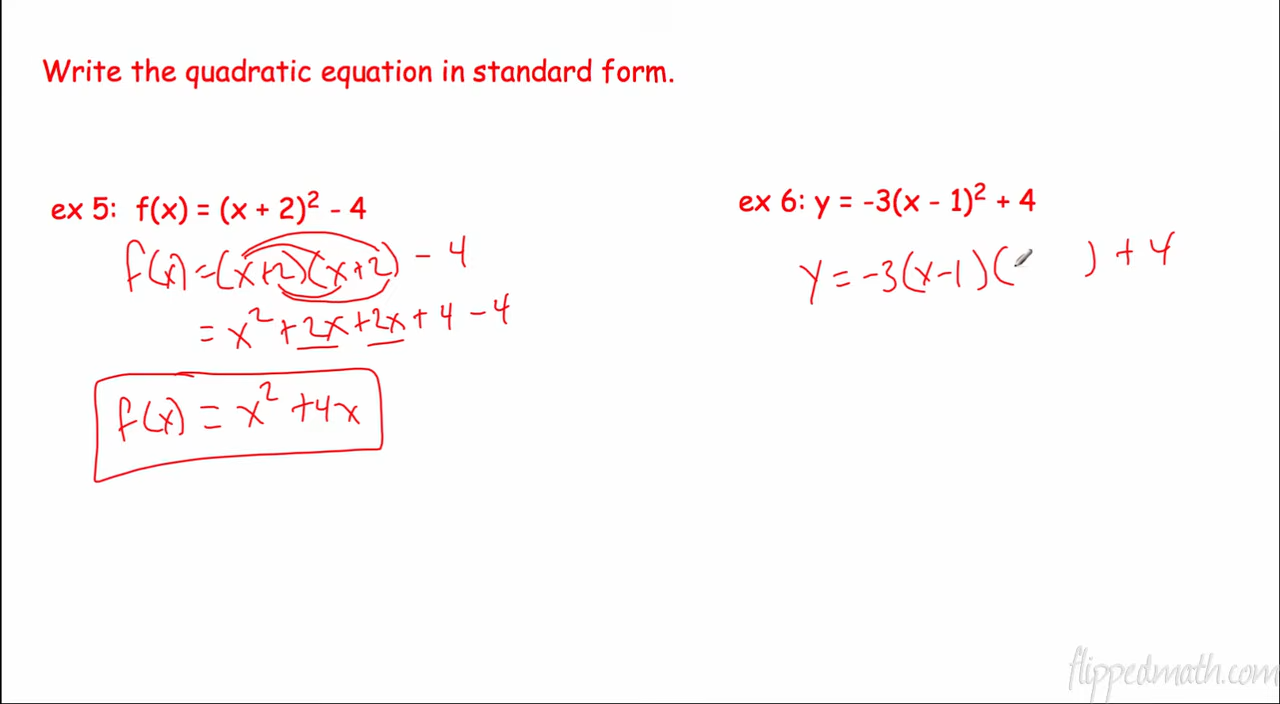 Write the quadratic equation in standard form.
ex 5: f(x) = (x + 2)² - 4
f(x) = (x+2)(x+2) - 4
= x² + 2x + 2x + 4 - 4
f(x) = x² + 4x
ex 6: y = -3(x - 1)² + 4
y = -3(x-1)( ) + 4
flippedmath.com